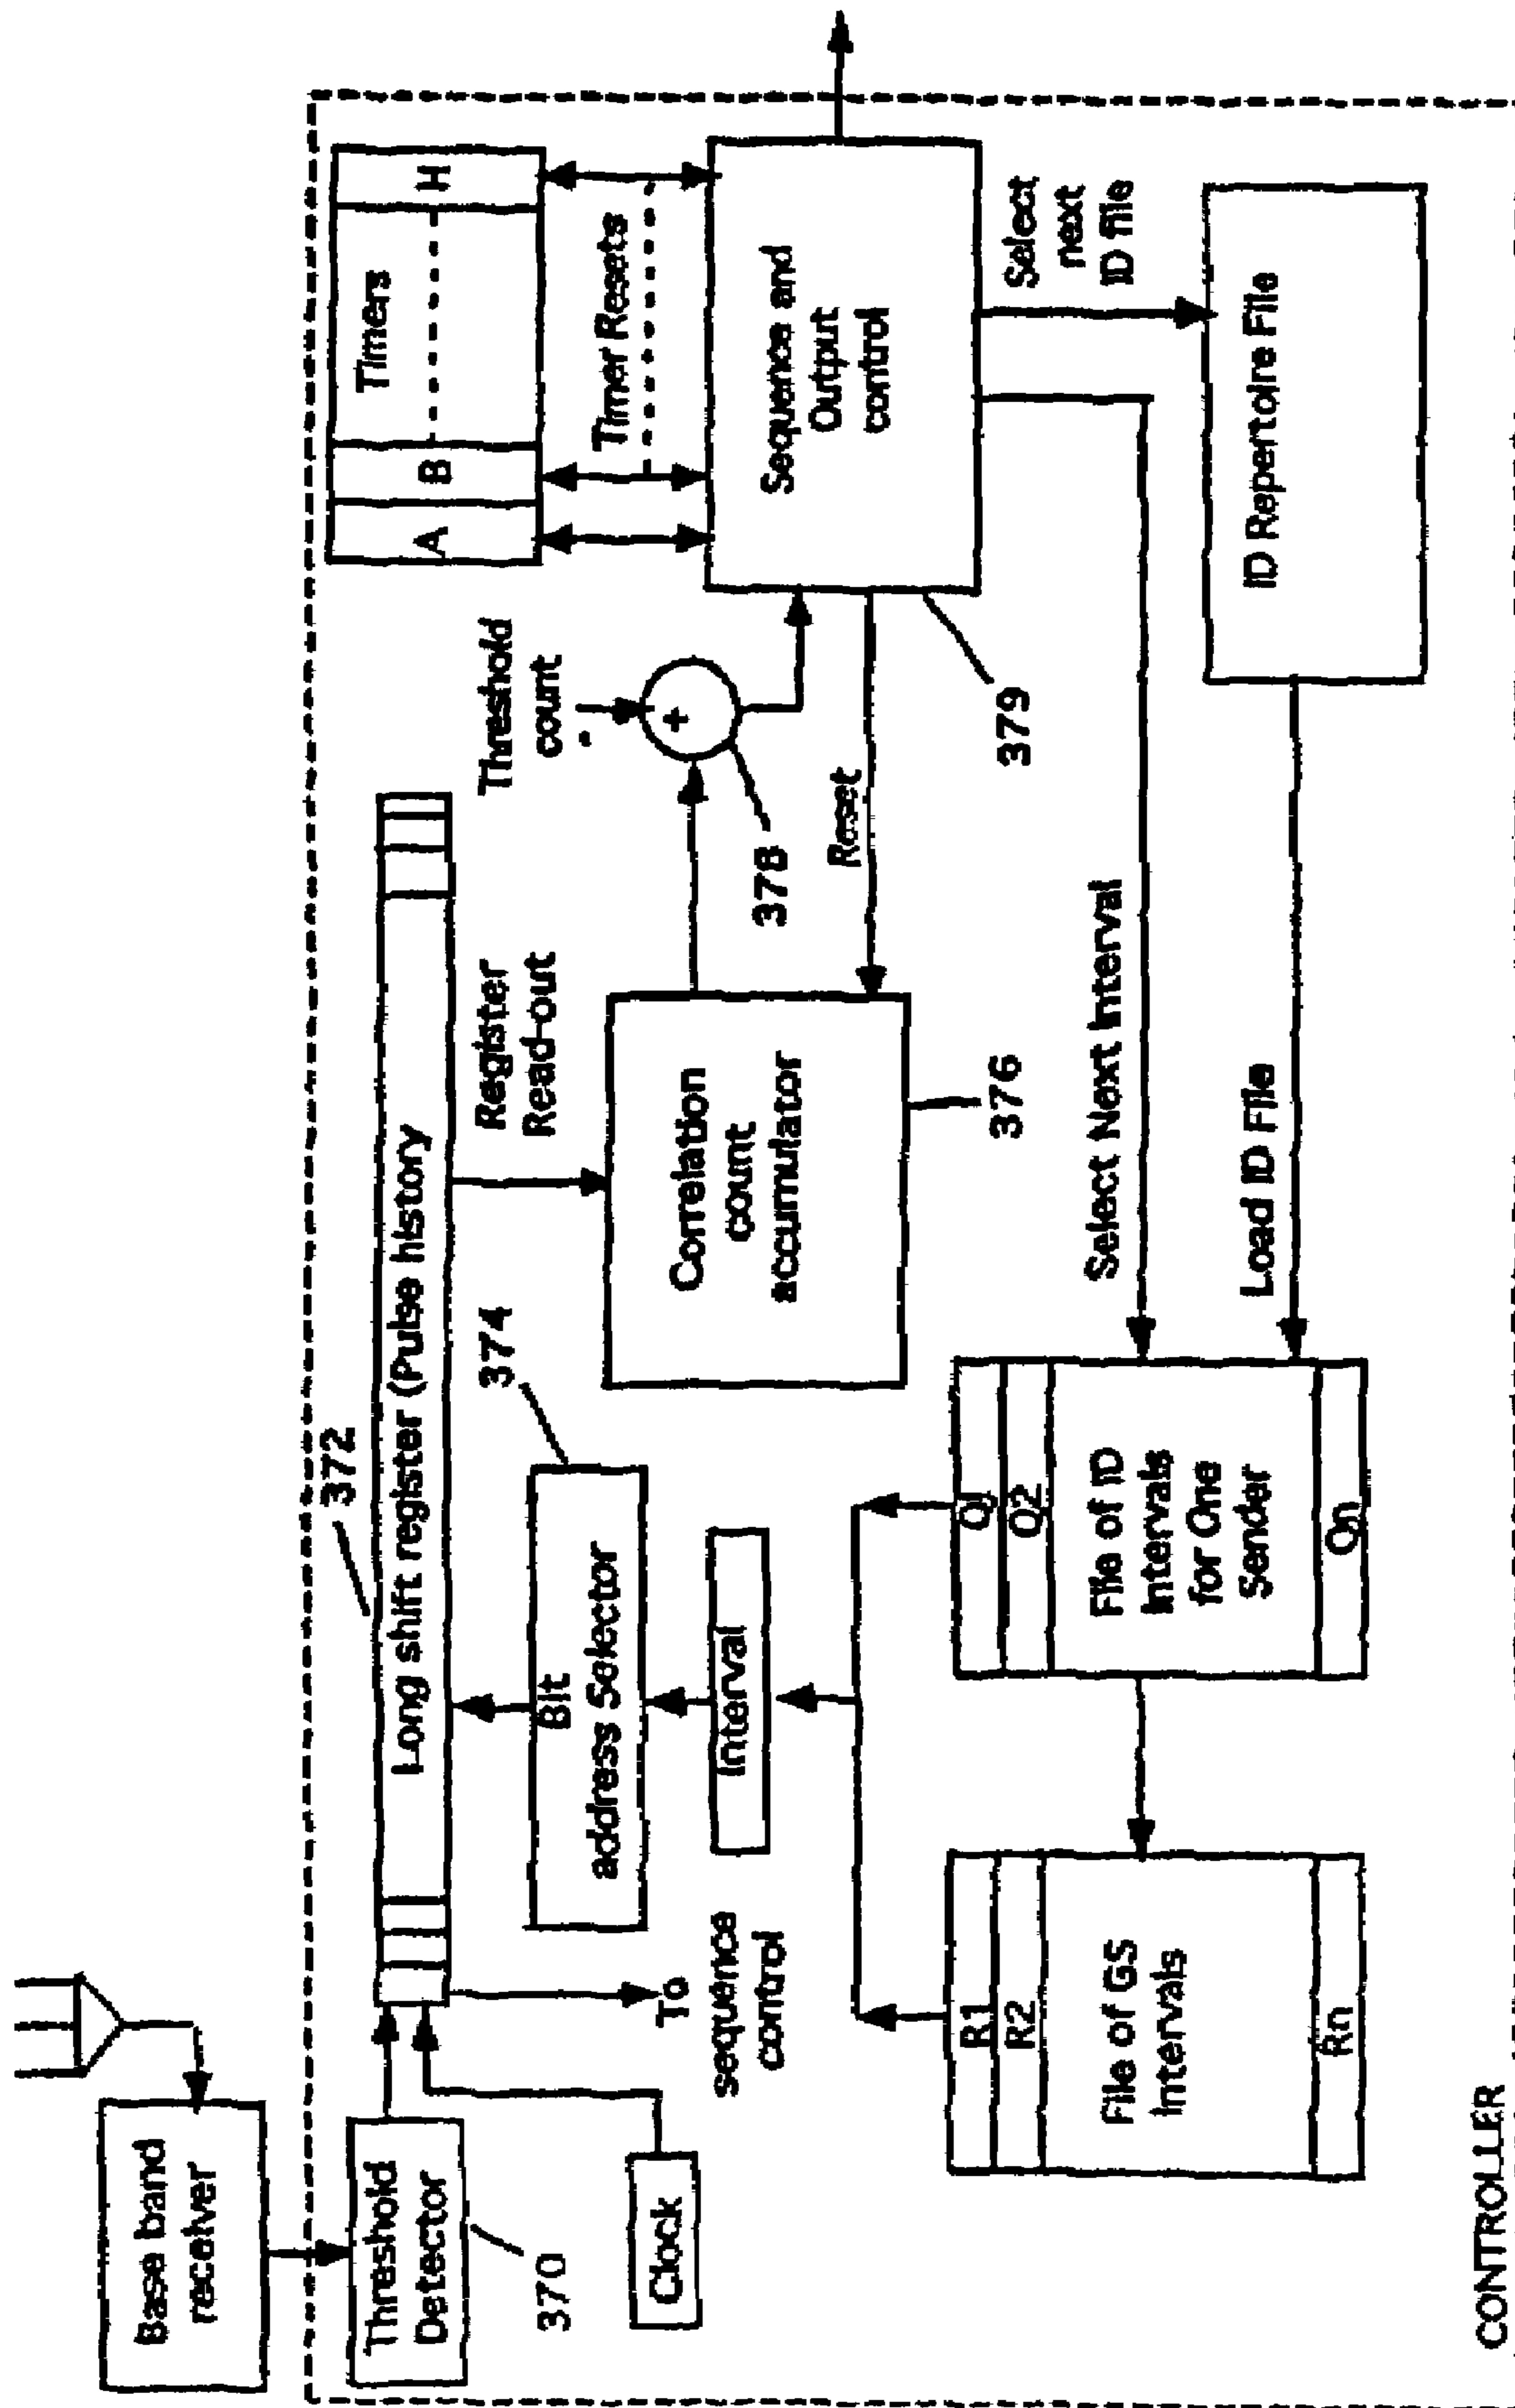 Base band
receiver
Threshold
Detector
370
Clock
372
Long shift register (Pulse history
To
sequence
control
Bit
address Selector
374
Interval
Register
Read-out
Correlation
count
accumulator
376
Threshold
count
-
+
378
Reset
Timers
A
B
H
Timer Resets
Sequence and
Output
control
379
Select
next
ID file
Select Next Interval
ID Repertoire File
Load ID File
R1
R2
File of GS
Intervals
Rn
Q1
Q2
File of ID
Intervals
for One
Sender
Qn
CONTROLLER